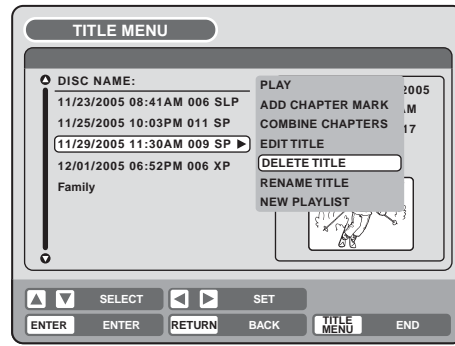 TITLE MENU
DISC NAME:
11/23/2005 08:41AM 006 SLP
11/25/2005 10:03PM 011 SP
11/29/2005 11:30AM 009 SP ▶
12/01/2005 06:52PM 006 XP
Family
PLAY
ADD CHAPTER MARK
COMBINE CHAPTERS
EDIT TITLE
DELETE TITLE
RENAME TITLE
NEW PLAYLIST
2005
17
SELECT SET
ENTER ENTER RETURN BACK TITLE MENU END